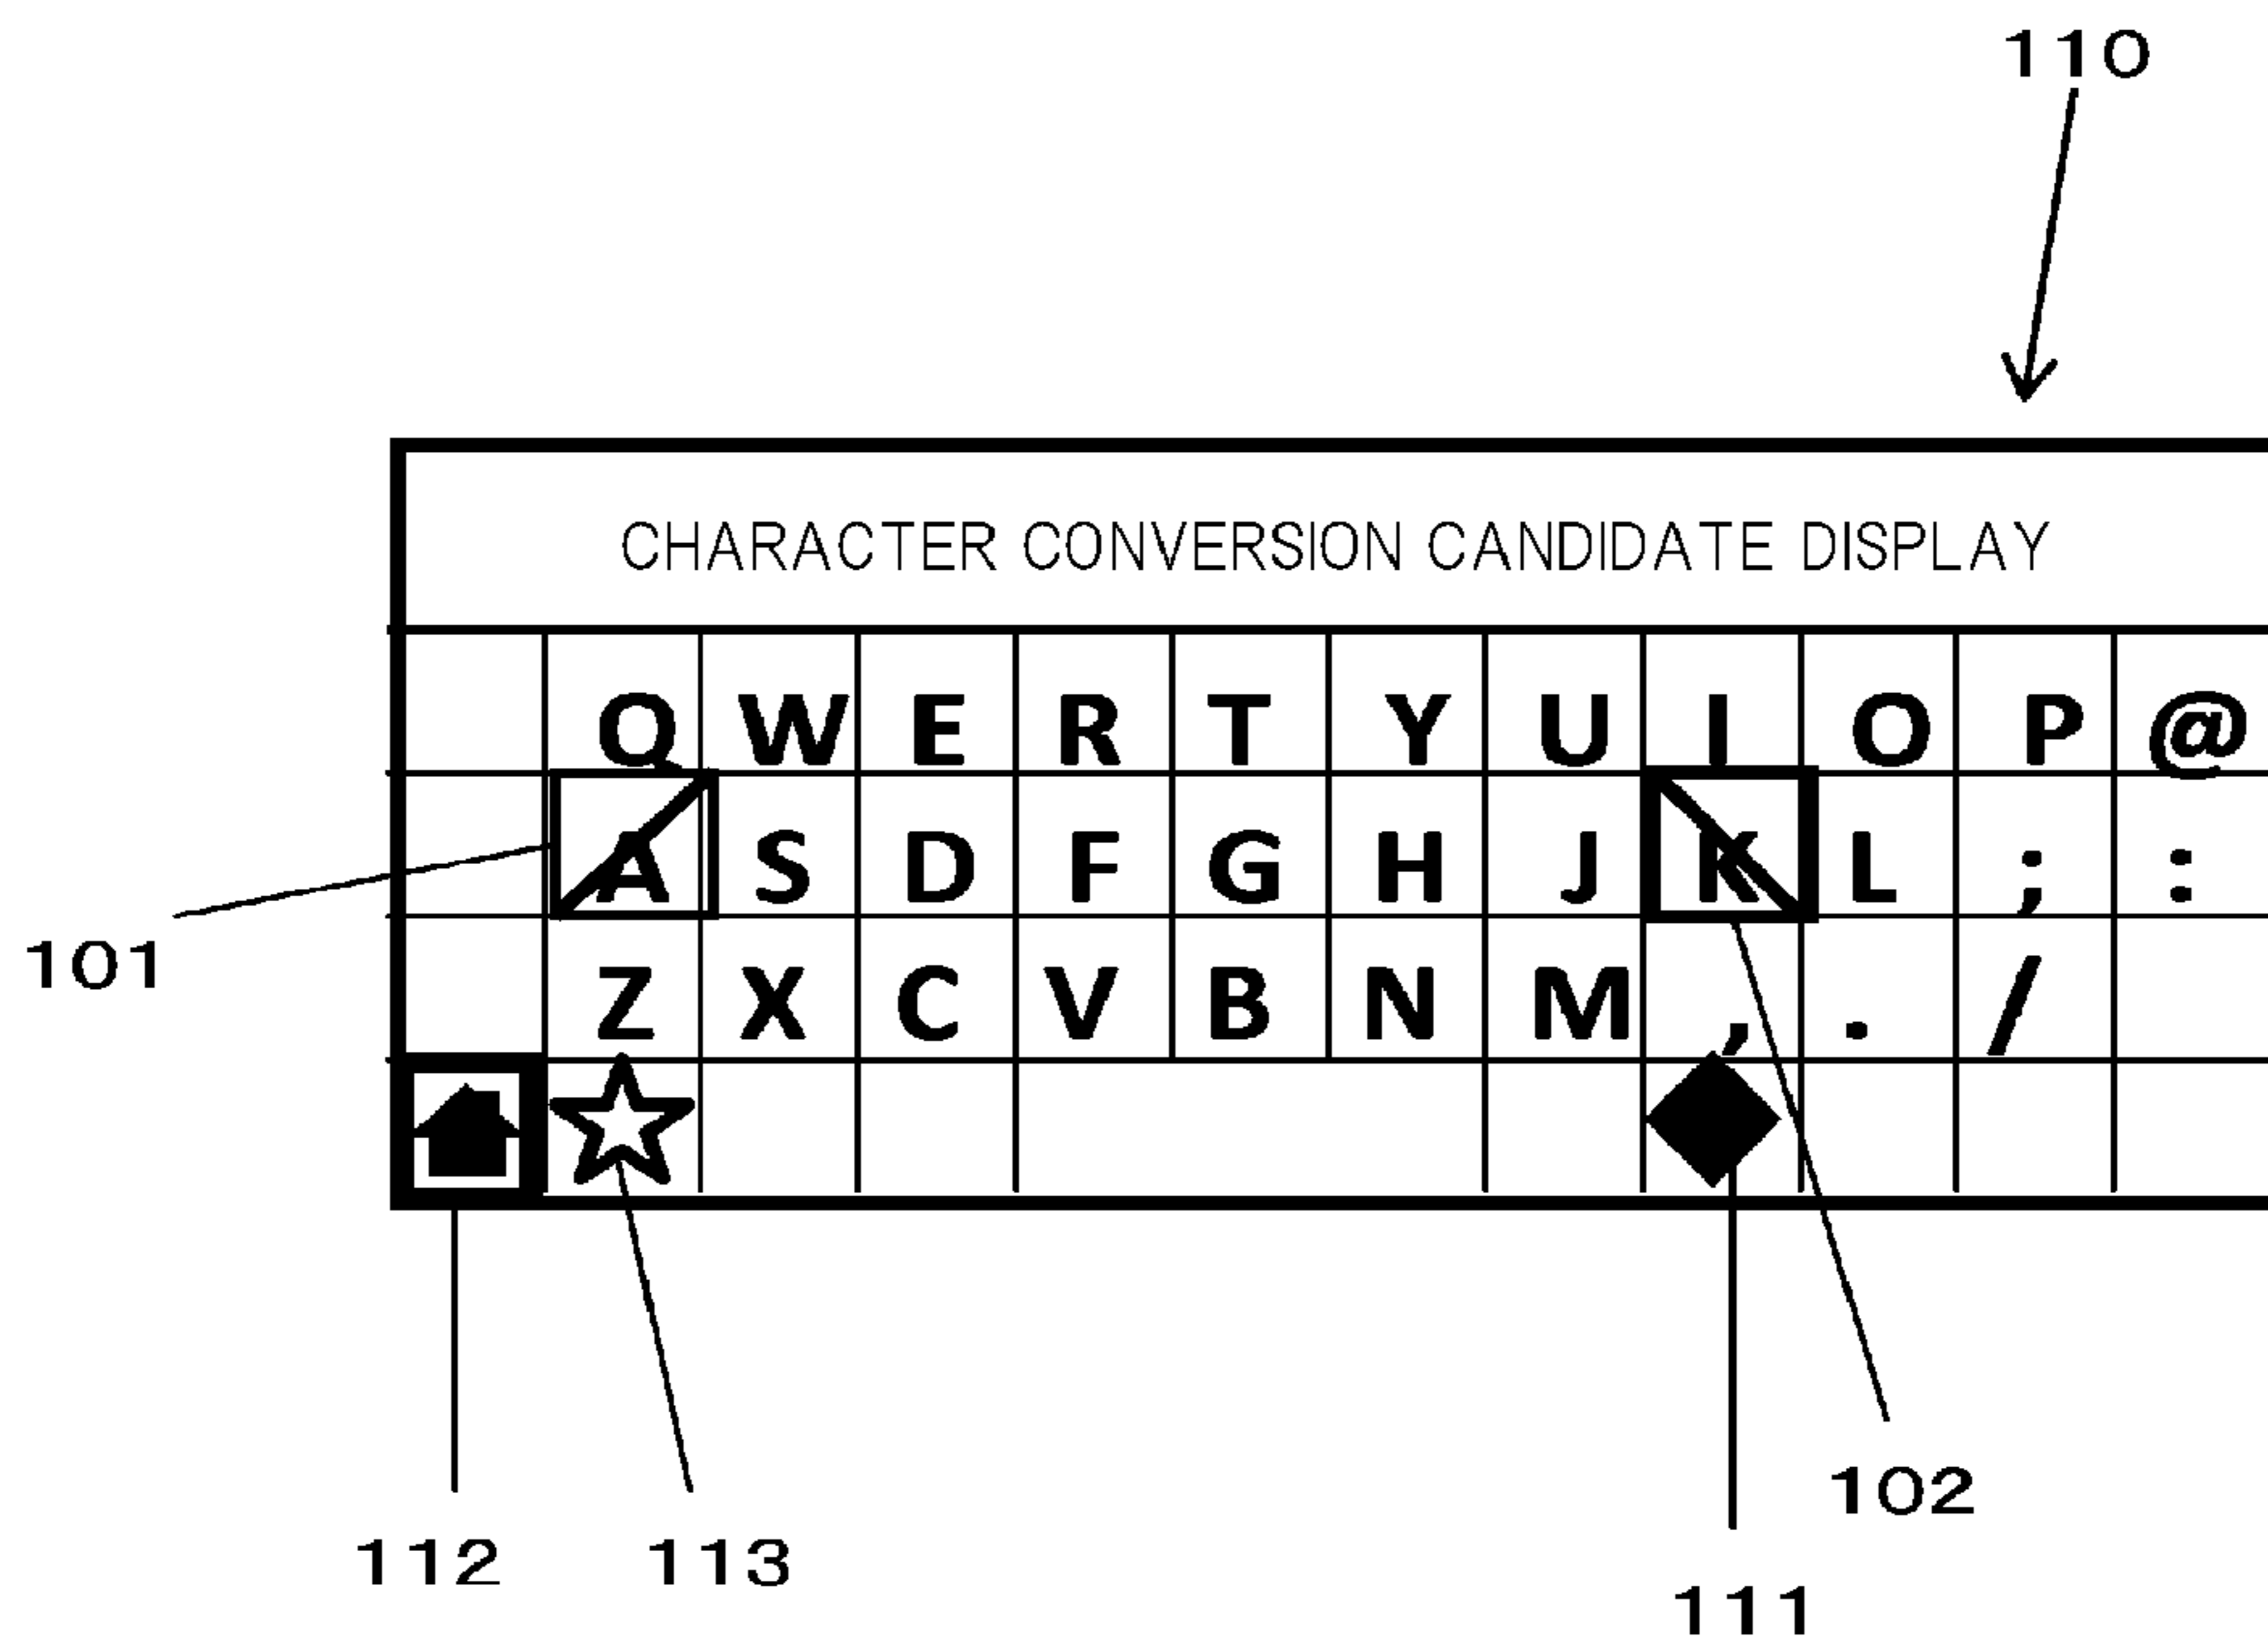 110
CHARACTER CONVERSION CANDIDATE DISPLAY
Q W E R T Y U I O P @
A S D F G H J K L ; :
101
Z X C V B N M , . /
102
112 113
111